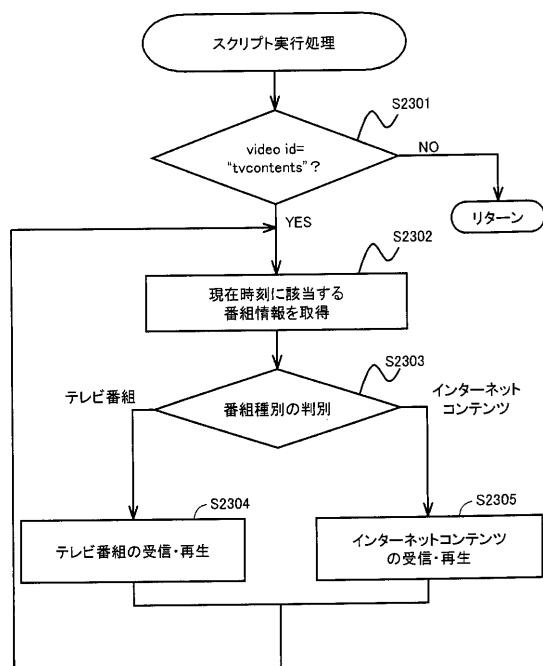 スクリプト実行処理
S2301
video id=
“tvcontents”？
NO
リターン
YES
S2302
現在時刻に該当する
番組情報を取得
S2303
テレビ番組
番組種別の判別
インターネット
コンテンツ
S2304
テレビ番組の受信・再生
S2305
インターネットコンテンツ
の受信・再生